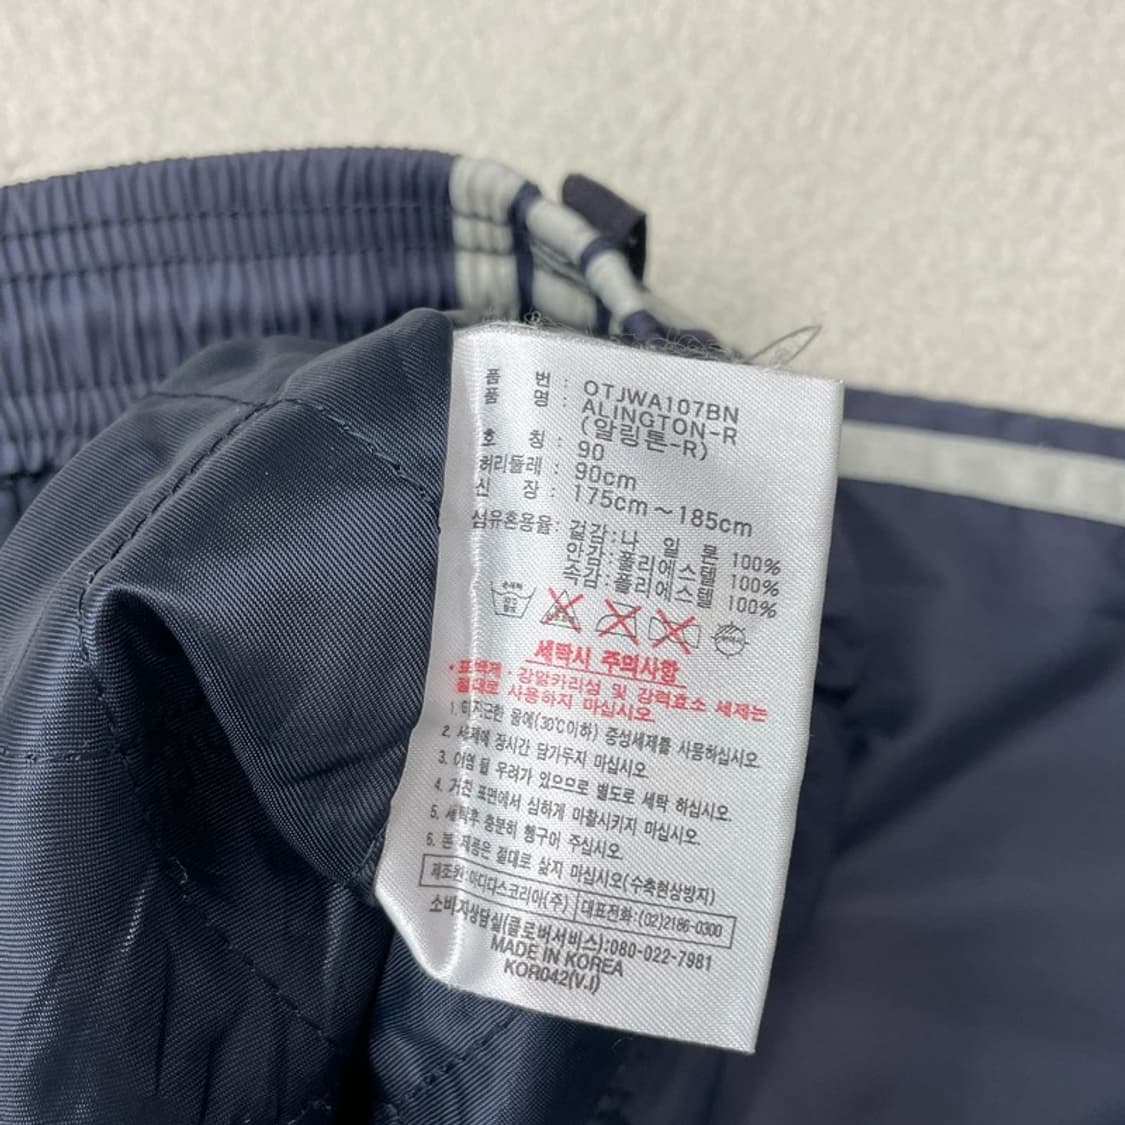 품 번 : OTJWA107BN
품 명 : ALINGTON-R
(알링톤-R)
호 칭 : 90
허리둘레 : 90cm
신 장 : 175cm～185cm
섬유혼용율: 겉감:나 일 론 100%
안감:폴리에스텔 100%
속감:폴리에스텔 100%
세탁시 주의사항
•표백제·강알카리성 및 강력효소 세제는
절대로 사용하지 마십시오.
1. 미지근한 물에(30℃이하) 중성세제를 사용하십시오.
2. 세제에 장시간 담가두지 마십시오.
3. 이염 될 우려가 있으므로 별도로 세탁 하십시오.
4. 거친 표면에서 심하게 마찰시키지 마십시오.
5. 세탁후 충분히 헹구어 주십시오.
6. 본 제품은 절대로 삶지 마십시오(수축현상방지)
제조원:아디다스코리아(주) 대표전화:(02)2186-0300
소비자상담실(클로버서비스):080-022-7981
MADE IN KOREA
KOR042(V.I)